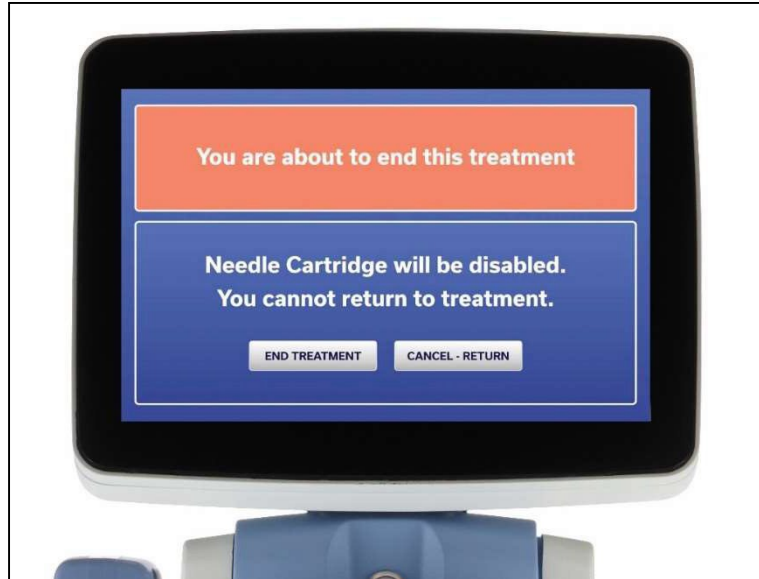 You are about to end this treatment
Needle Cartridge will be disabled.
You cannot return to treatment.
END TREATMENT
CANCEL - RETURN